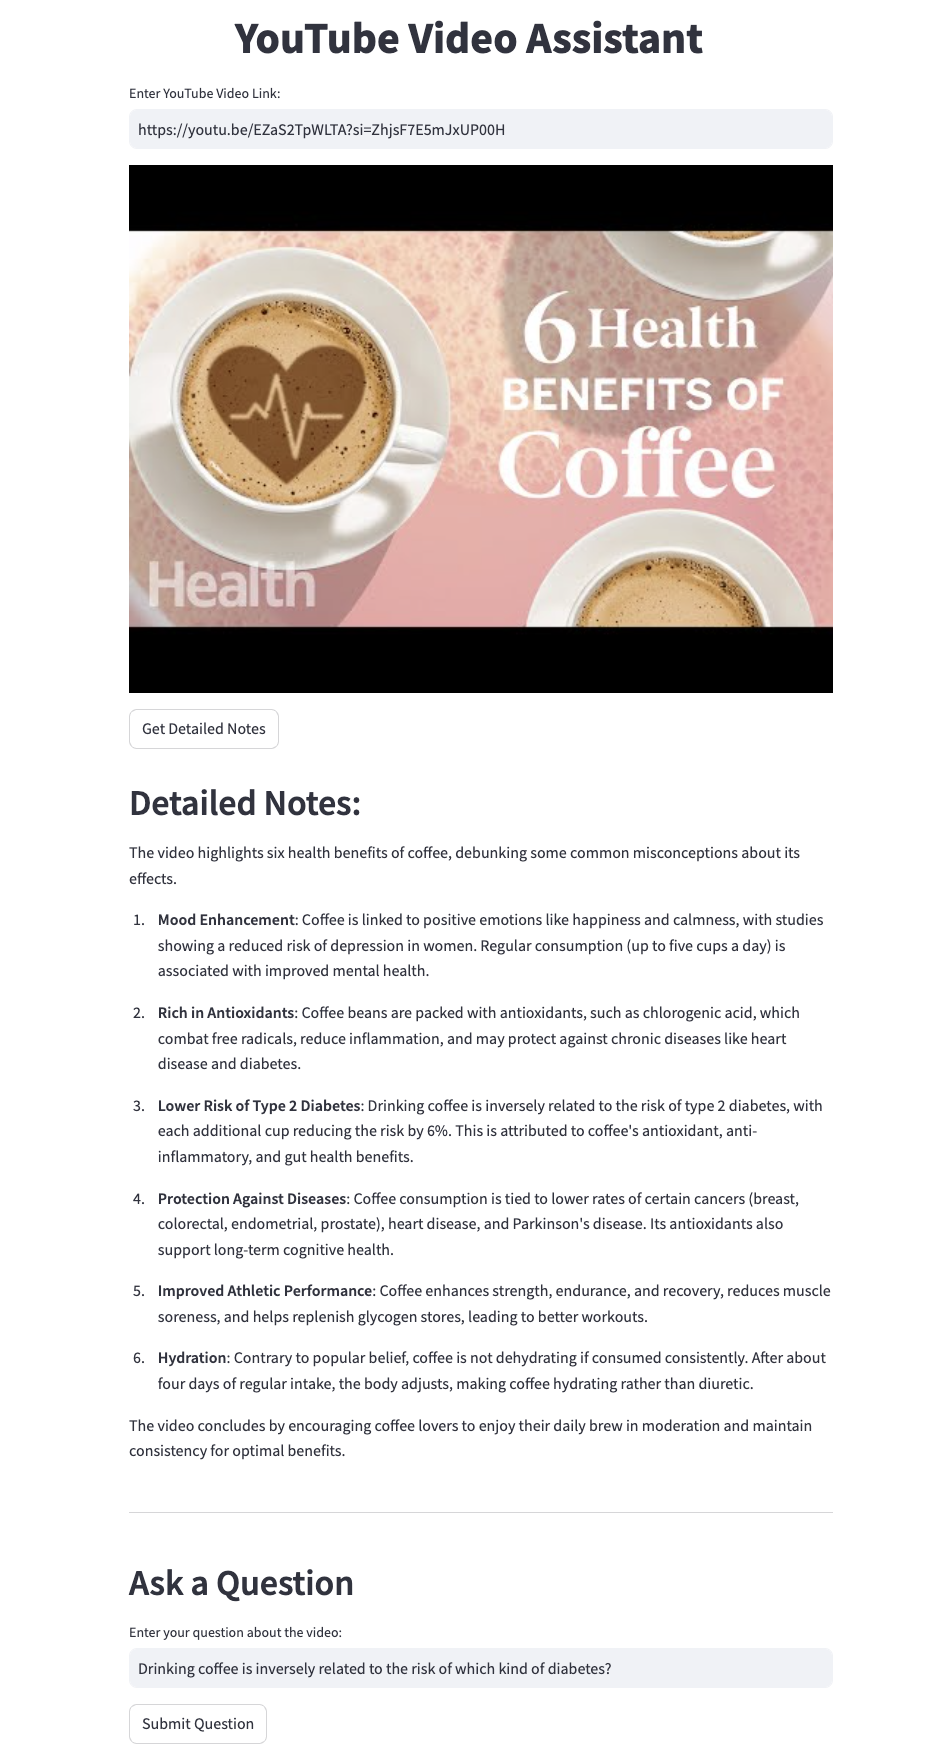 YouTube Video Assistant
Enter YouTube Video Link:
https://youtu.be/EZaS2TpWLTA?si=ZhjsF7E5mJxUP00H
6 Health
BENEFITS OF
Coffee
Health
Get Detailed Notes
Detailed Notes:
The video highlights six health benefits of coffee, debunking some common misconceptions about its
effects.
1. Mood Enhancement: Coffee is linked to positive emotions like happiness and calmness, with studies
showing a reduced risk of depression in women. Regular consumption (up to five cups a day) is
associated with improved mental health.
2. Rich in Antioxidants: Coffee beans are packed with antioxidants, such as chlorogenic acid, which
combat free radicals, reduce inflammation, and may protect against chronic diseases like heart
disease and diabetes.
3. Lower Risk of Type 2 Diabetes: Drinking coffee is inversely related to the risk of type 2 diabetes, with
each additional cup reducing the risk by 6%. This is attributed to coffee's antioxidant, anti-
inflammatory, and gut health benefits.
4. Protection Against Diseases: Coffee consumption is tied to lower rates of certain cancers (breast,
colorectal, endometrial, prostate), heart disease, and Parkinson's disease. Its antioxidants also
support long-term cognitive health.
5. Improved Athletic Performance: Coffee enhances strength, endurance, and recovery, reduces muscle
soreness, and helps replenish glycogen stores, leading to better workouts.
6. Hydration: Contrary to popular belief, coffee is not dehydrating if consumed consistently. After about
four days of regular intake, the body adjusts, making coffee hydrating rather than diuretic.
The video concludes by encouraging coffee lovers to enjoy their daily brew in moderation and maintain
consistency for optimal benefits.
Ask a Question
Enter your question about the video:
Drinking coffee is inversely related to the risk of which kind of diabetes?
Submit Question